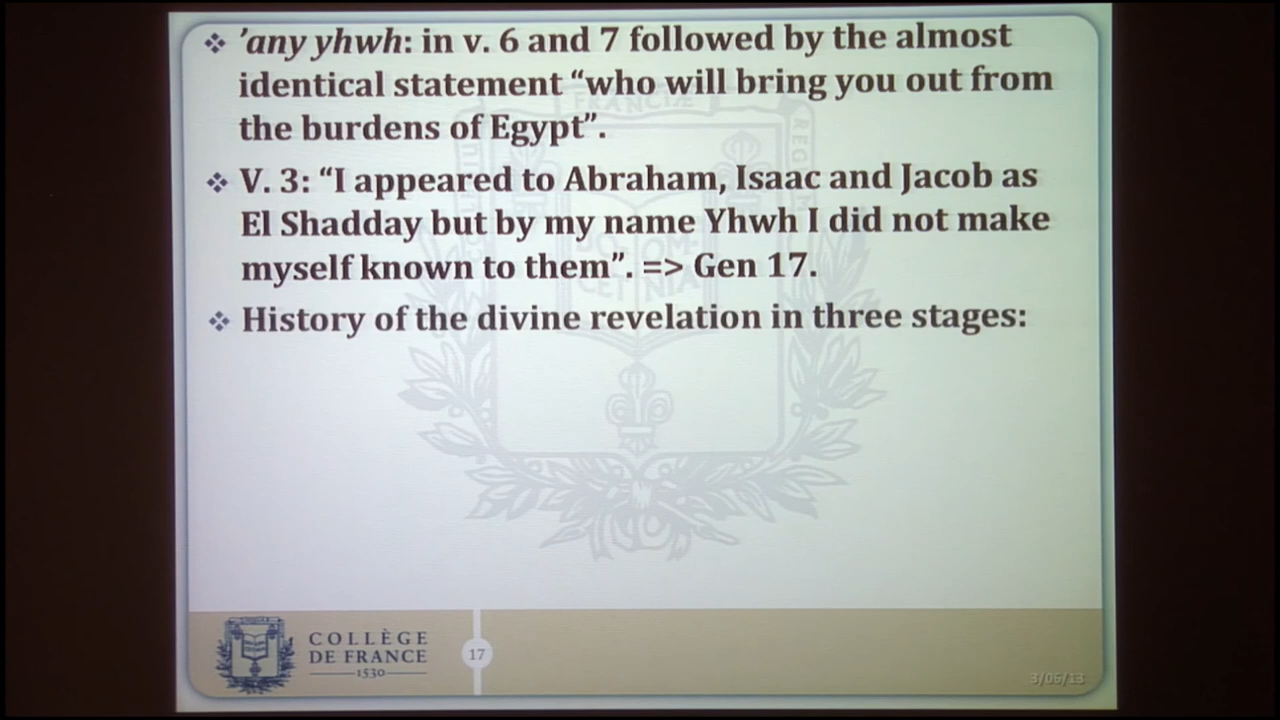 ❖ ’any yhwh: in v. 6 and 7 followed by the almost
identical statement “who will bring you out from
the burdens of Egypt”.
❖ V. 3: “I appeared to Abraham, Isaac and Jacob as
El Shadday but by my name Yhwh I did not make
myself known to them”. => Gen 17.
❖ History of the divine revelation in three stages:
COLLÈGE
DE FRANCE
1530
17
3/06/13